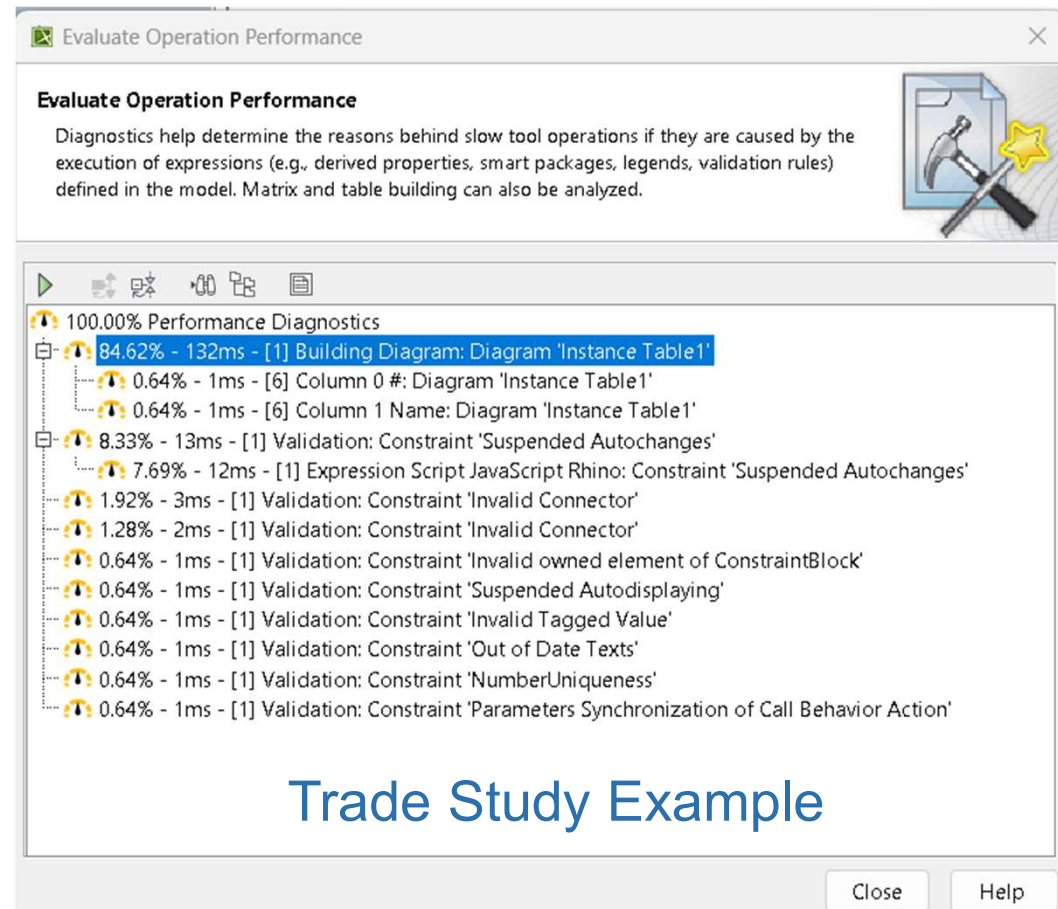 Evaluate Operation Performance
Evaluate Operation Performance
Diagnostics help determine the reasons behind slow tool operations if they are caused by the
execution of expressions (e.g., derived properties, smart packages, legends, validation rules)
defined in the model. Matrix and table building can also be analyzed.
100.00% Performance Diagnostics
84.62% - 132ms - [1] Building Diagram: Diagram 'Instance Table1'
0.64% - 1ms - [6] Column 0 #: Diagram 'Instance Table1'
0.64% - 1ms - [6] Column 1 Name: Diagram 'Instance Table1'
8.33% - 13ms - [1] Validation: Constraint 'Suspended Autochanges'
7.69% - 12ms - [1] Expression Script JavaScript Rhino: Constraint 'Suspended Autochanges'
1.92% - 3ms - [1] Validation: Constraint 'Invalid Connector'
1.28% - 2ms - [1] Validation: Constraint 'Invalid Connector'
0.64% - 1ms - [1] Validation: Constraint 'Invalid owned element of ConstraintBlock'
0.64% - 1ms - [1] Validation: Constraint 'Suspended Autodisplaying'
0.64% - 1ms - [1] Validation: Constraint 'Invalid Tagged Value'
0.64% - 1ms - [1] Validation: Constraint 'Out of Date Texts'
0.64% - 1ms - [1] Validation: Constraint 'NumberUniqueness'
0.64% - 1ms - [1] Validation: Constraint 'Parameters Synchronization of Call Behavior Action'
Trade Study Example
Close Help